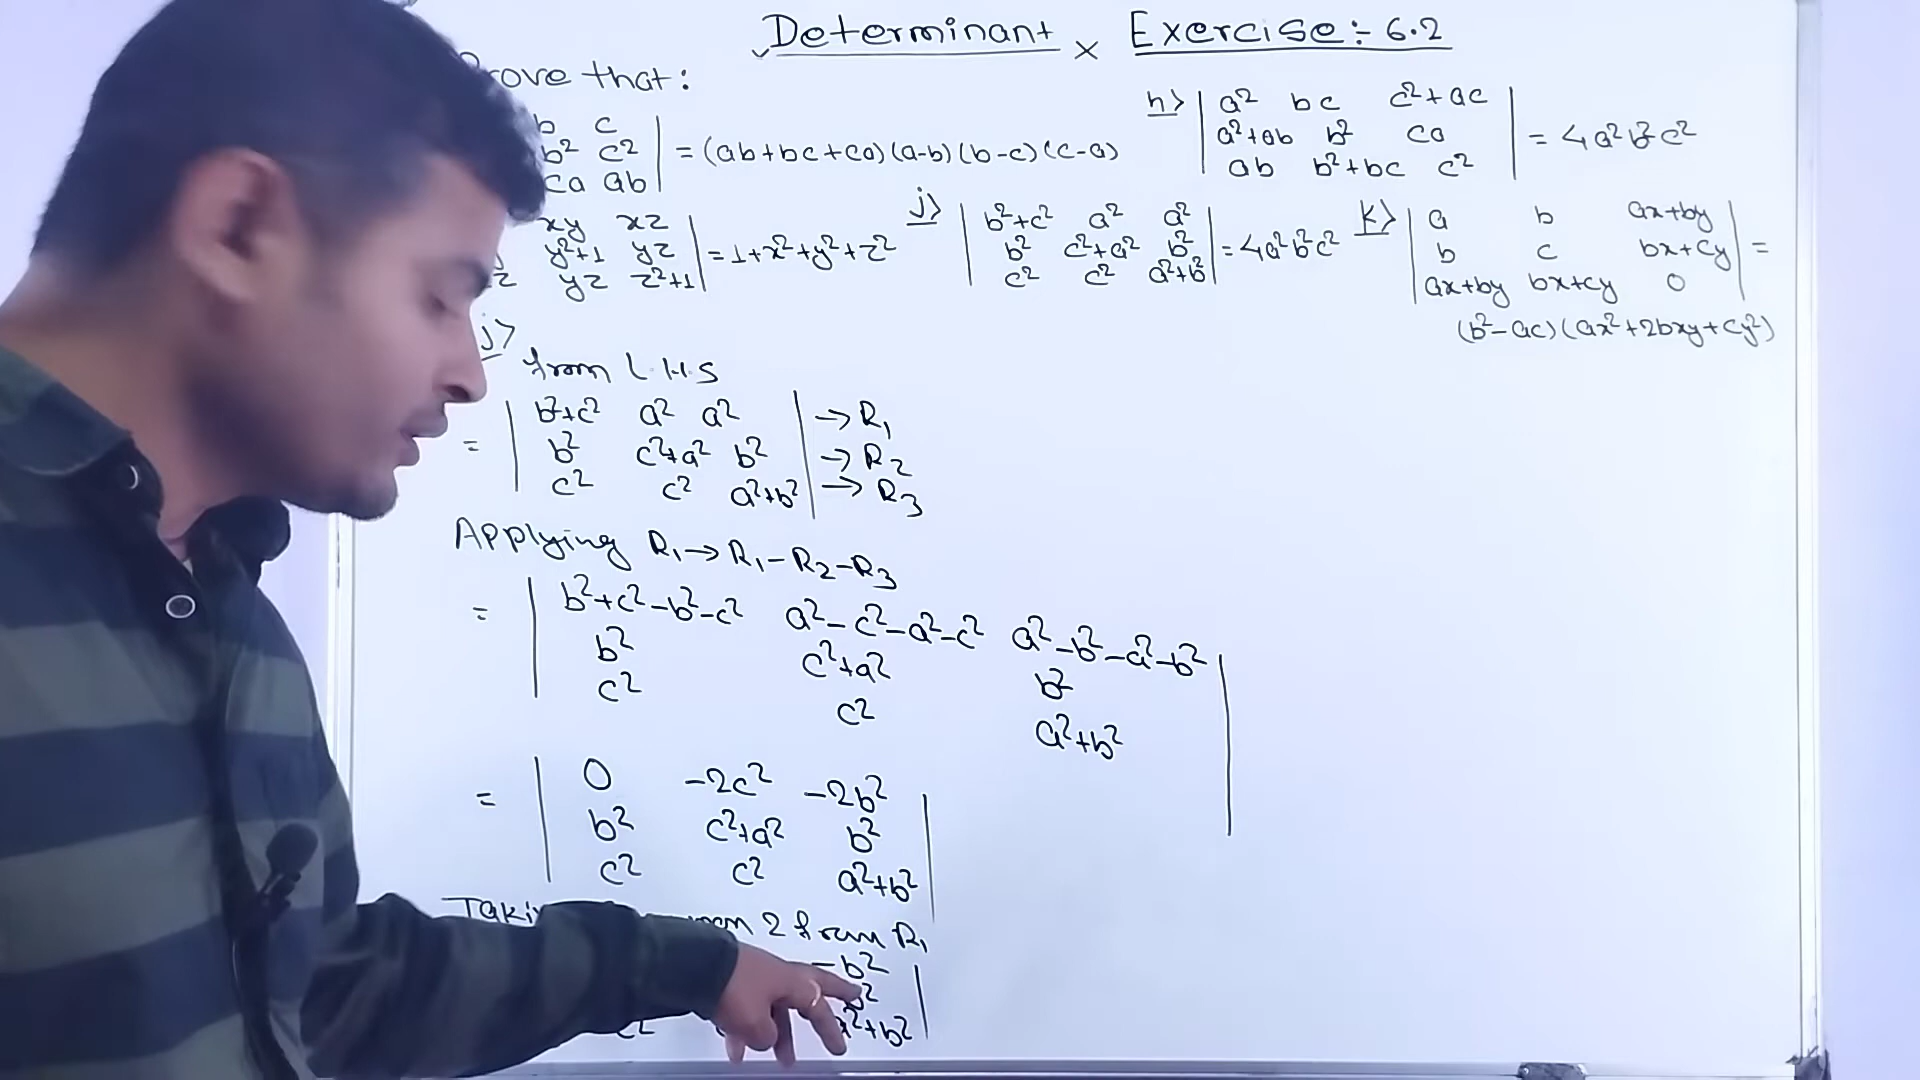 Determinant × Exercise÷ 6.2
Prove that:
b c
b² c²
ca ab
= (ab+bc+ca)(a-b)(b-c)(c-a)
h> | a² bc c²+ac |
| a²+ab b² ca | = 4a²b²c²
| ab b²+bc c² |
xy xz
y²+1 yz
yz z²+1
= 1+x²+y²+z²
j> | b²+c² a² a² |
| b² c²+a² b² | = 4a²b²c²
| c² c² a²+b² |
k> | a b ax+by |
| b c bx+cy | =
| ax+by bx+cy 0 |
(b²-ac)(ax²+2bxy+cy²)
j>
from L.H.S
= | b²+c² a² a² | → R₁
| b² c²+a² b² | → R₂
| c² c² a²+b² | → R₃
Applying R₁→R₁-R₂-R₃
= | b²+c²-b²-c² a²-c²-a²-c² a²-b²-a²-b² |
| b² c²+a² b² |
| c² c² a²+b² |
= | 0 -2c² -2b² |
| b² c²+a² b² |
| c² c² a²+b² |
2 from R₁
-b²
b²
c² a²+b²